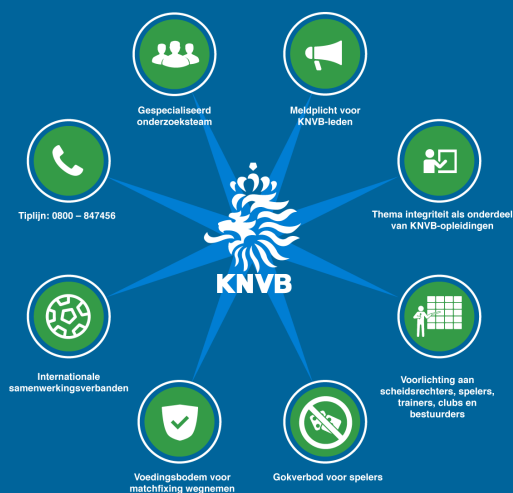 Gespecialiseerd
onderzoeksteam
Meldplicht voor
KNVB-leden
Tiplijn: 0800 – 847456
Thema integriteit als onderdeel
van KNVB-opleidingen
KNVB
Internationale
samenwerkingsverbanden
Voorlichting aan
scheidsrechters, spelers,
trainers, clubs en
bestuurders
Voedingsbodem voor
matchfixing wegnemen
Gokverbod voor spelers